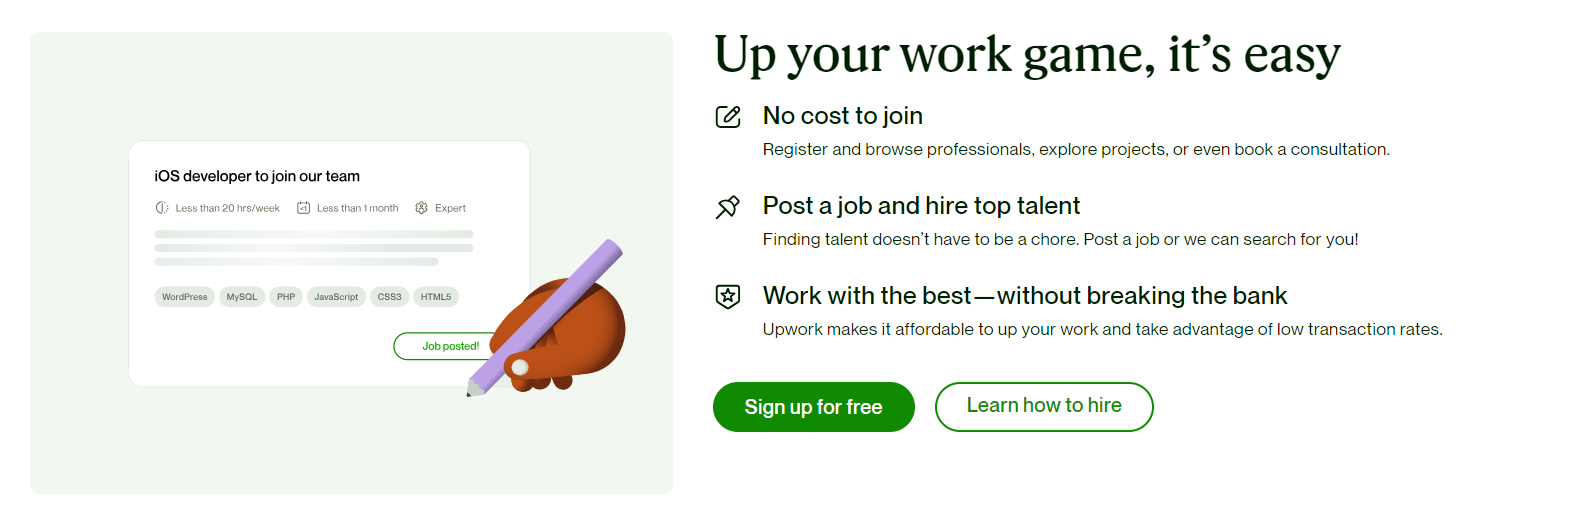 iOS developer to join our team
Less than 20 hrs/week Less than 1 month Expert
WordPress MySQL PHP JavaScript CSS3 HTML5
Job posted!
Up your work game, it’s easy
No cost to join
Register and browse professionals, explore projects, or even book a consultation.
Post a job and hire top talent
Finding talent doesn’t have to be a chore. Post a job or we can search for you!
Work with the best—without breaking the bank
Upwork makes it affordable to up your work and take advantage of low transaction rates.
Sign up for free Learn how to hire